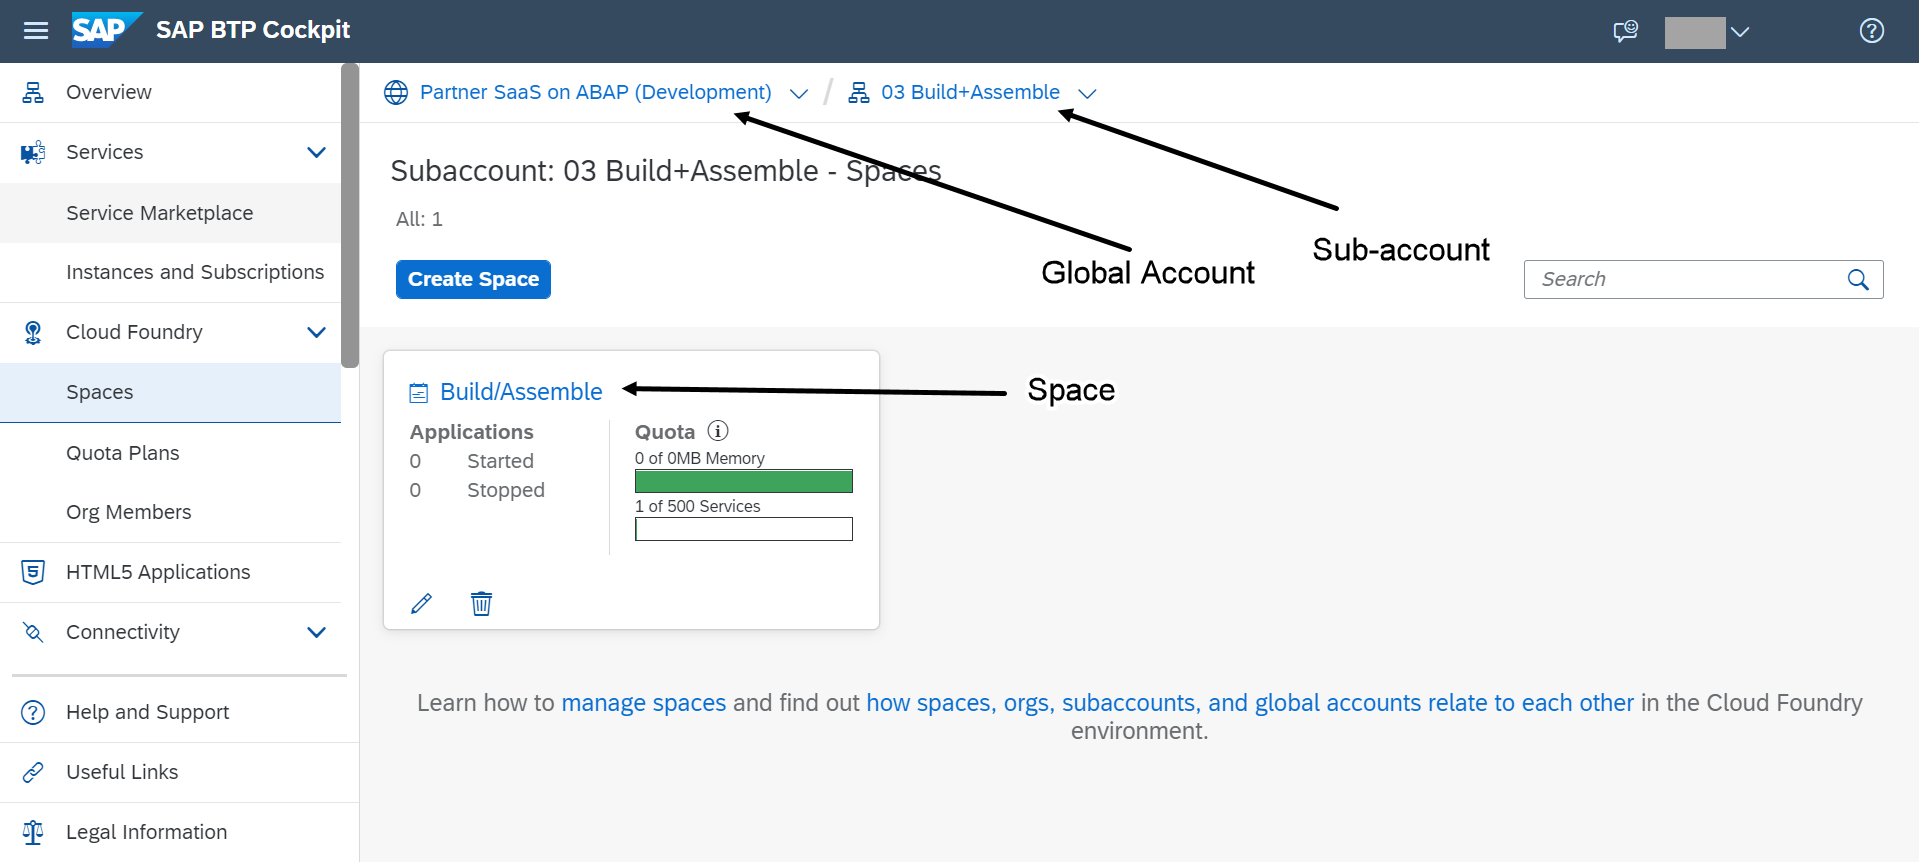 SAP SAP BTP Cockpit
Overview
Services
Service Marketplace
Instances and Subscriptions
Cloud Foundry
Spaces
Quota Plans
Org Members
HTML5 Applications
Connectivity
Help and Support
Useful Links
Legal Information
Partner SaaS on ABAP (Development) / 03 Build+Assemble
Subaccount: 03 Build+Assemble - Spaces
All: 1
Global Account
Sub-account
Create Space
Search
Build/Assemble
Space
Applications
0 Started
0 Stopped
Quota
0 of 0MB Memory
1 of 500 Services
Learn how to manage spaces and find out how spaces, orgs, subaccounts, and global accounts relate to each other in the Cloud Foundry
environment.